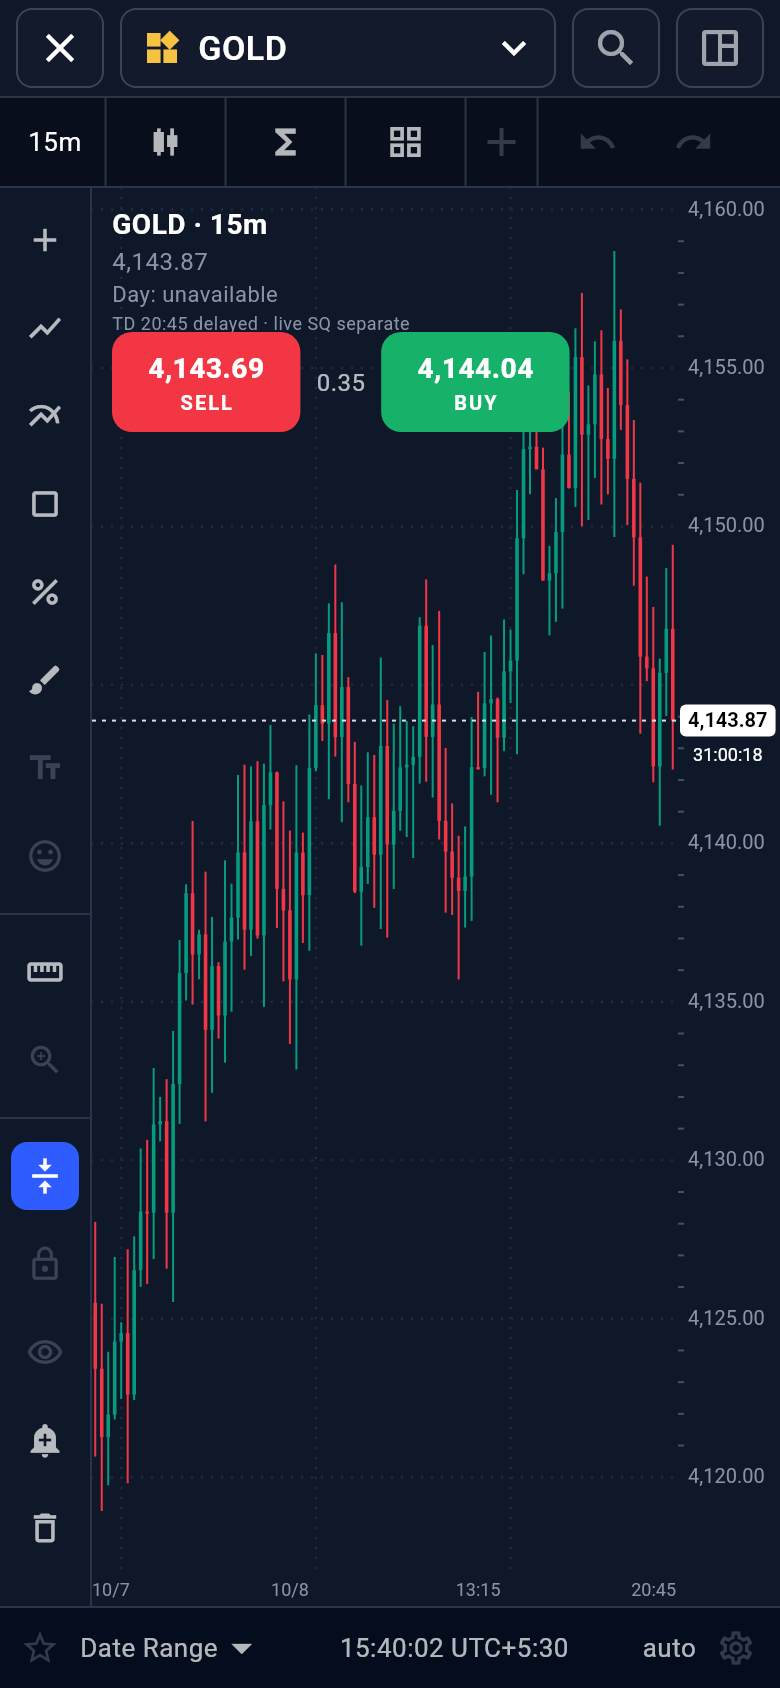 GOLD
15m
GOLD · 15m
4,143.87
Day: unavailable
TD 20:45 delayed · live SQ separate
4,143.69
SELL
0.35
4,144.04
BUY
4,160.00
4,155.00
4,150.00
4,143.87
31:00:18
4,140.00
4,135.00
4,130.00
4,125.00
4,120.00
10/7 10/8 13:15 20:45
Date Range 15:40:02 UTC+5:30 auto